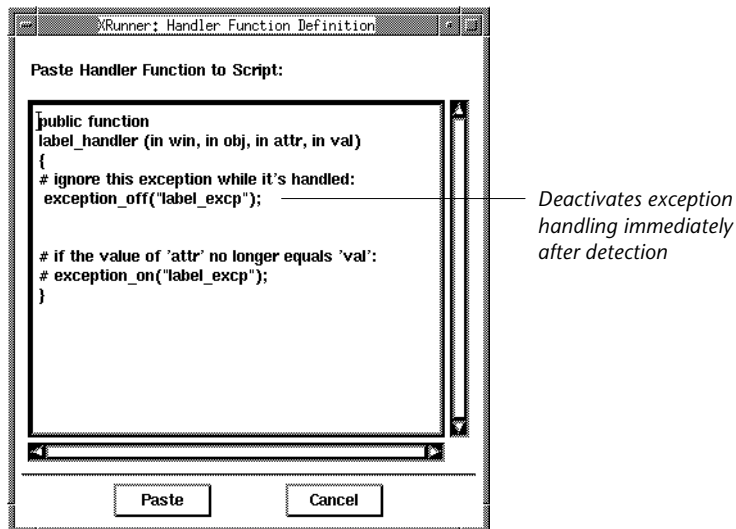 XRunner: Handler Function Definition
Paste Handler Function to Script:
public function
label_handler (in win, in obj, in attr, in val)
{
# ignore this exception while it's handled:
exception_off("label_excp");
# if the value of 'attr' no longer equals 'val':
# exception_on("label_excp");
}
Paste Cancel
Deactivates exception
handling immediately
after detection